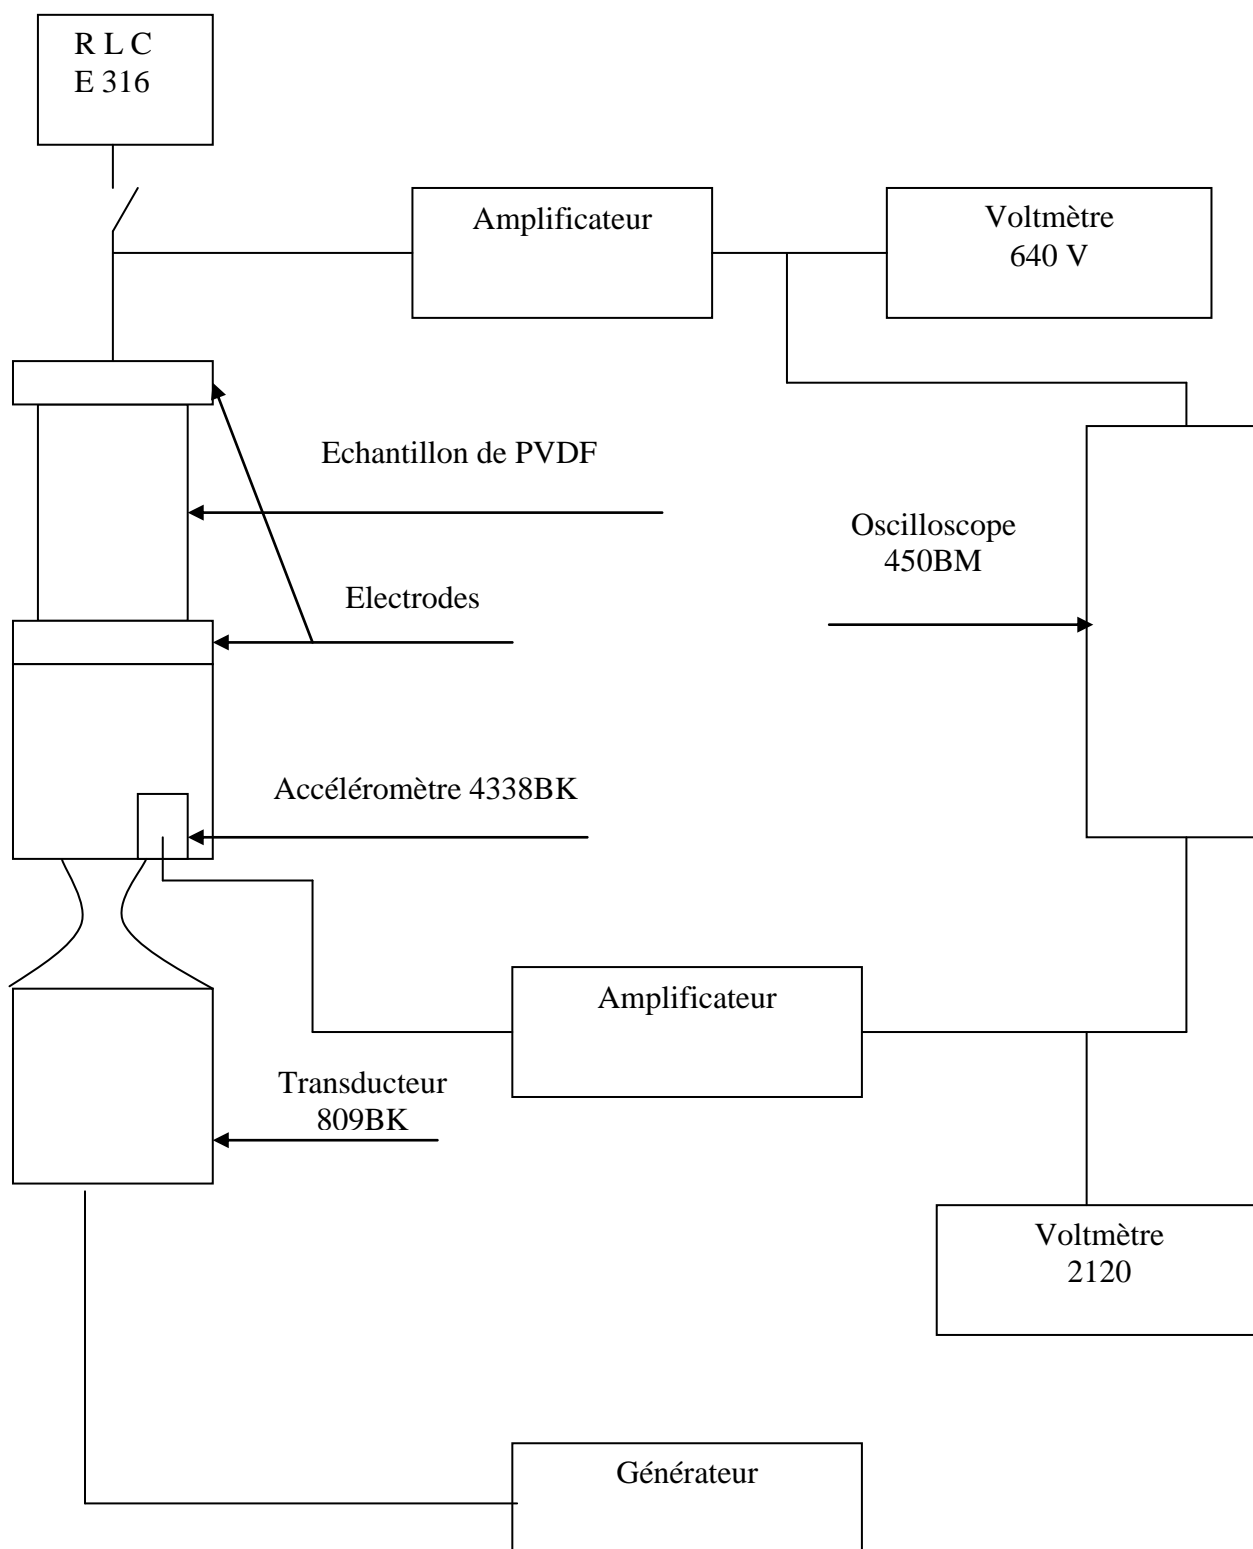 R L C
E 316
Amplificateur
Voltmètre
640 V
Echantillon de PVDF
Oscilloscope
450BM
Electrodes
Accéléromètre 4338BK
Amplificateur
Transducteur
809BK
Voltmètre
2120
Générateur